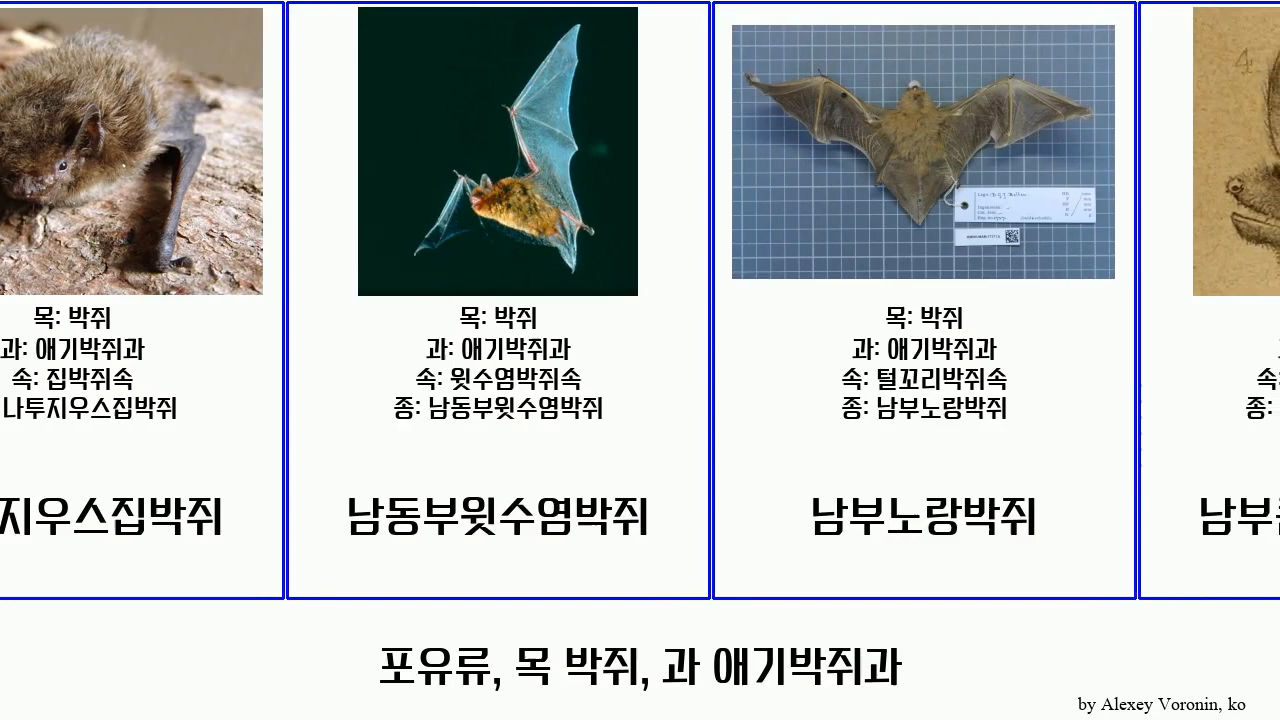 목: 박쥐
과: 애기박쥐과
속: 집박쥐속
나투지우스집박쥐
지우스집박쥐
목: 박쥐
과: 애기박쥐과
속: 윗수염박쥐속
종: 남동부윗수염박쥐
남동부윗수염박쥐
목: 박쥐
과: 애기박쥐과
속: 털꼬리박쥐속
종: 남부노랑박쥐
남부노랑박쥐
속:
종:
남부
포유류, 목 박쥐, 과 애기박쥐과
by Alexey Voronin, ko